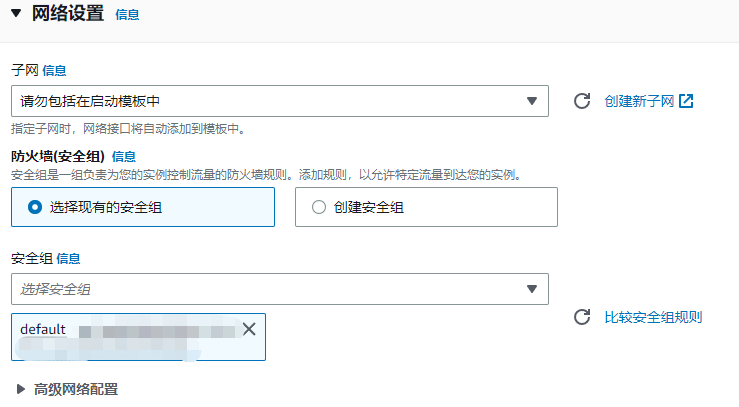 网络设置 信息
子网 信息
请勿包括在启动模板中
创建新子网
指定子网时，网络接口将自动添加到模板中。
防火墙(安全组) 信息
安全组是一组负责为您的实例控制流量的防火墙规则。添加规则，以允许特定流量到达您的实例。
选择现有的安全组 创建安全组
安全组 信息
选择安全组
default
比较安全组规则
高级网络配置